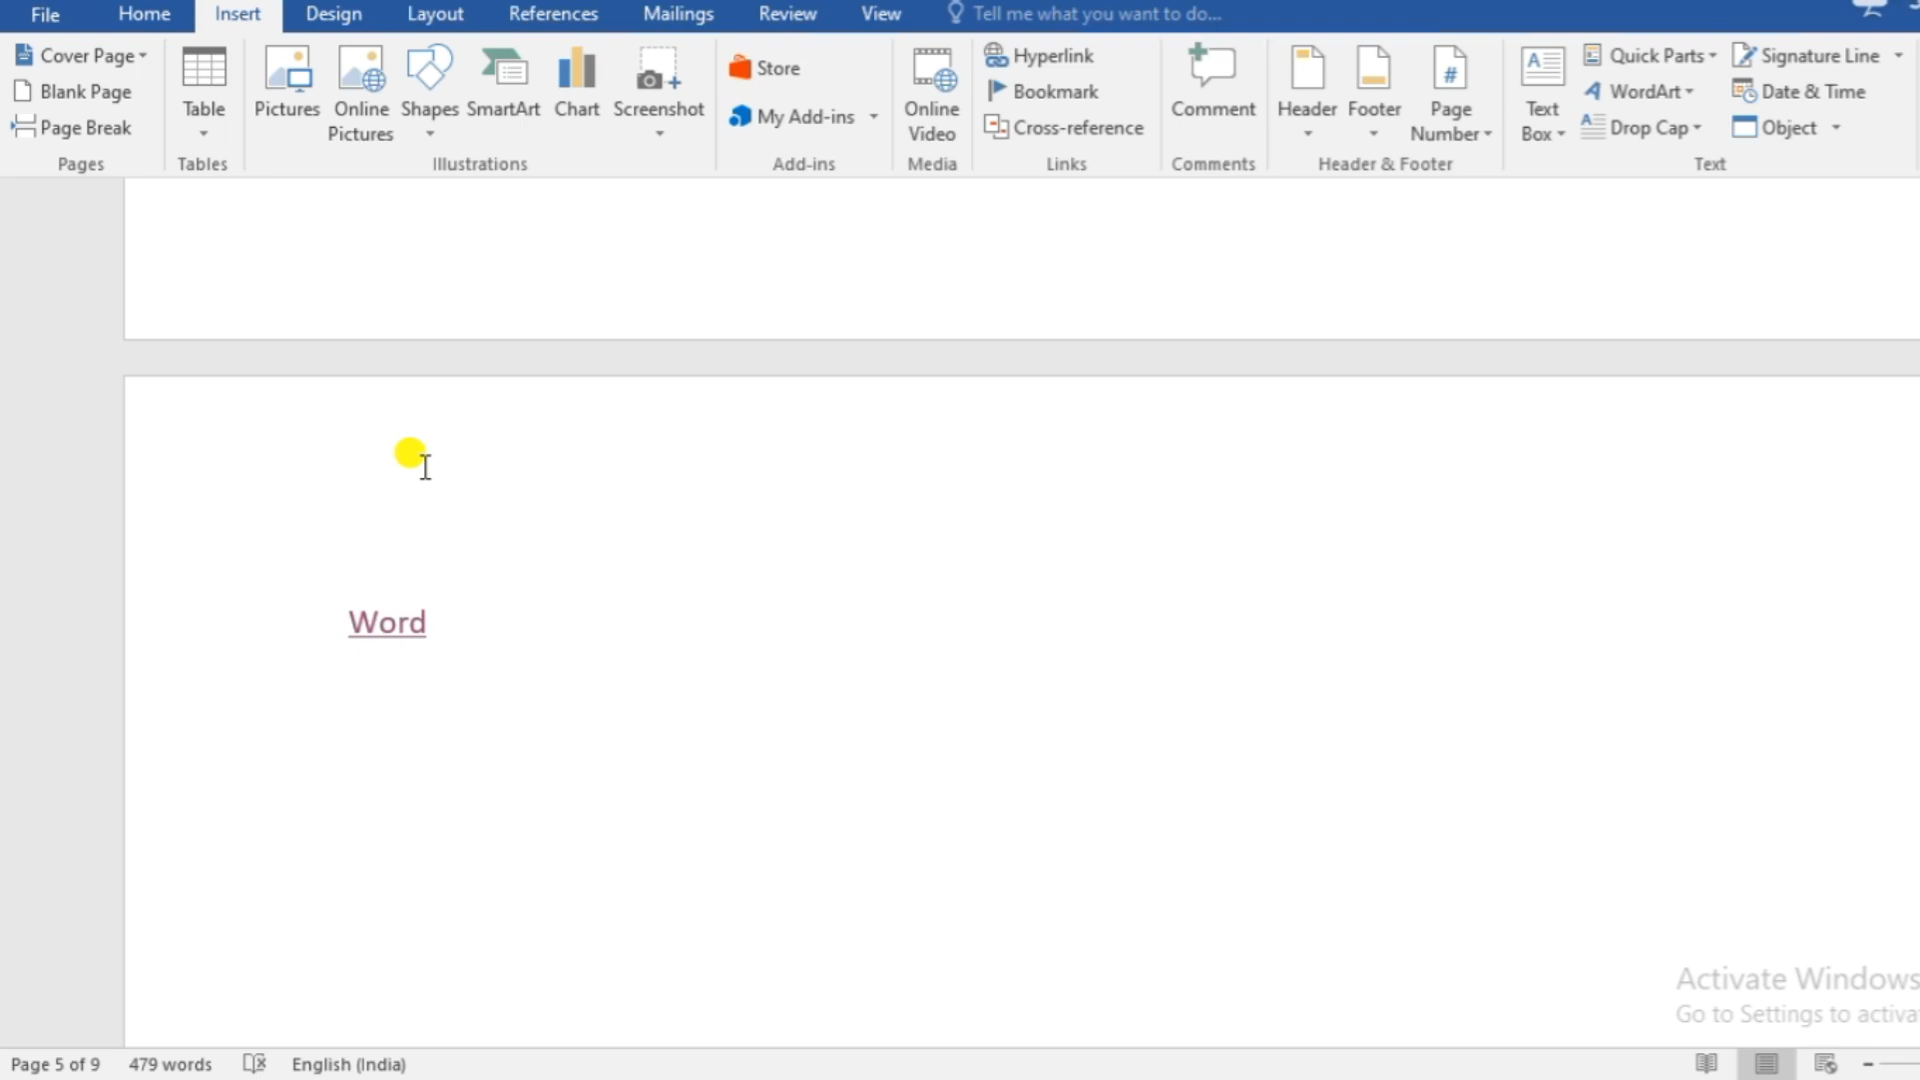 File Home Insert Design Layout References Mailings Review View Tell me what you want to do...
Cover Page
Blank Page
Page Break
Pages
Table
Tables
Pictures
Online Pictures
Shapes
SmartArt
Chart
Screenshot
Illustrations
Store
My Add-ins
Add-ins
Online Video
Media
Hyperlink
Bookmark
Cross-reference
Links
Comment
Comments
Header
Footer
Page Number
Header & Footer
Text Box
Quick Parts
WordArt
Drop Cap
Signature Line
Date & Time
Object
Text
Word
Activate Windows
Go to Settings to activa
Page 5 of 9 479 words English (India)